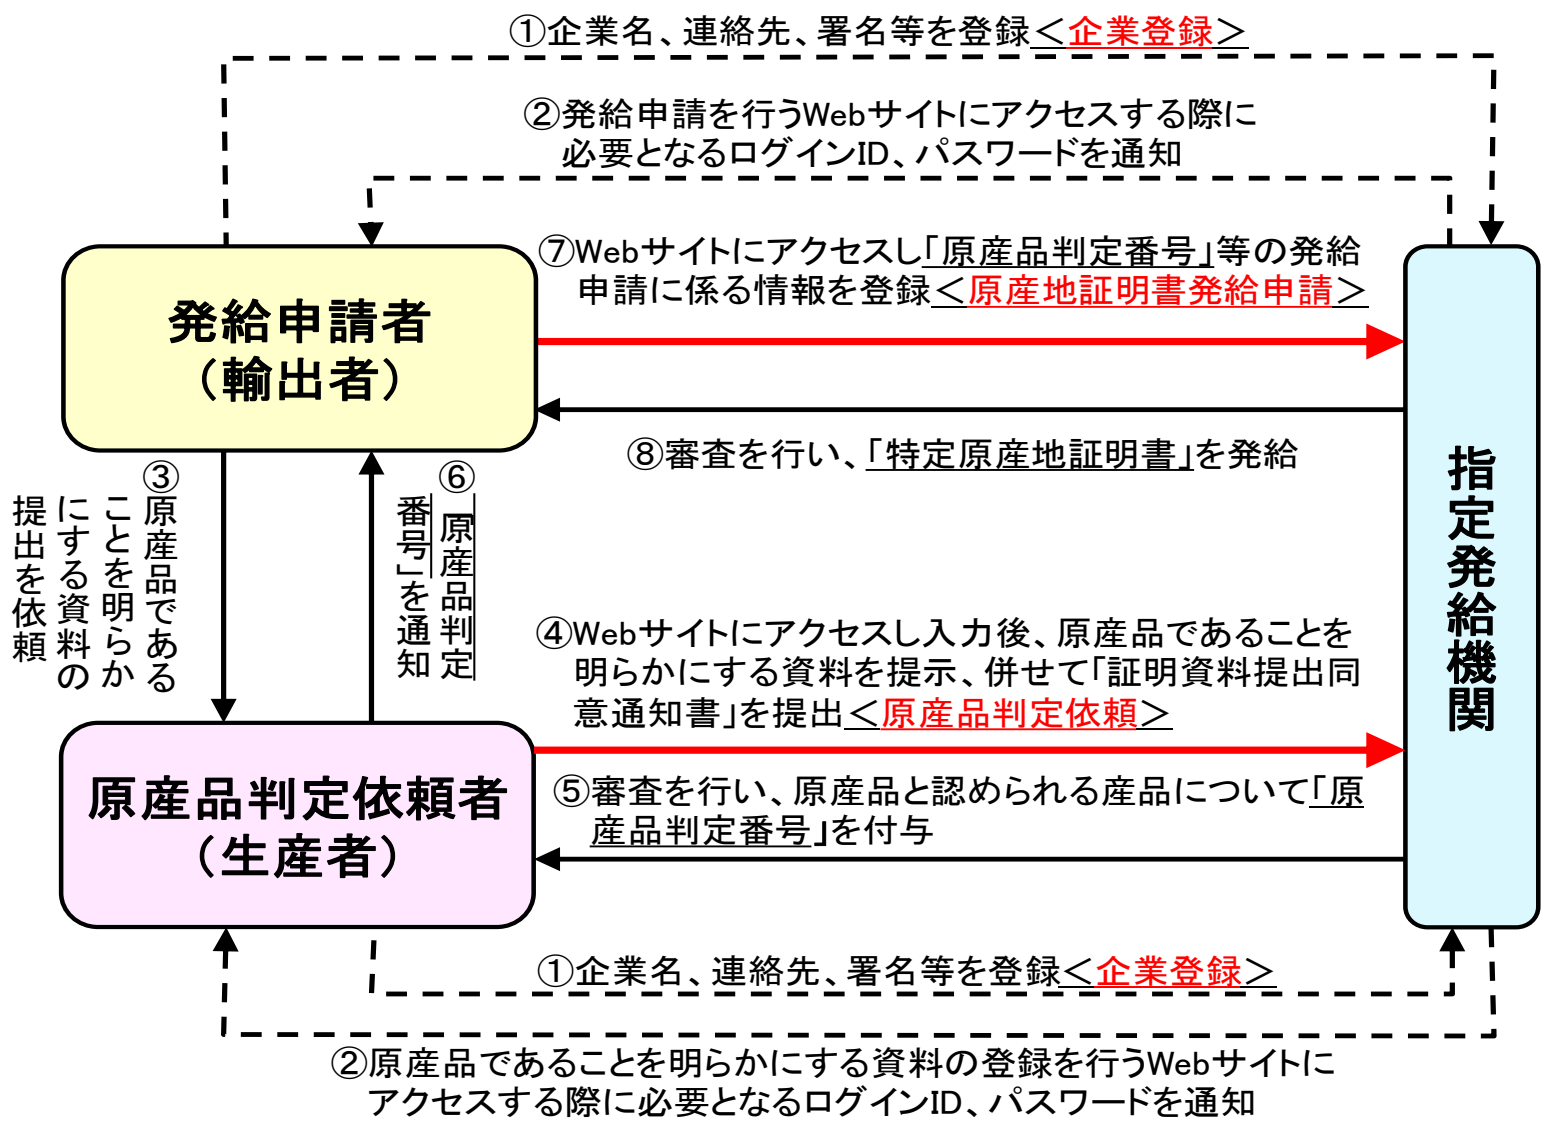 ①企業名、連絡先、署名等を登録＜企業登録＞
②発給申請を行うWebサイトにアクセスする際に
必要となるログインID、パスワードを通知
⑦Webサイトにアクセスし「原産品判定番号」等の発給
申請に係る情報を登録＜原産地証明書発給申請＞
発給申請者
（輸出者）
⑧審査を行い、「特定原産地証明書」を発給
指定発給機関
③原産品である
ことを明らか
にする資料の
提出を依頼
⑥「原産品判定
番号」を通知
④Webサイトにアクセスし入力後、原産品であることを
明らかにする資料を提示、併せて「証明資料提出同
意通知書」を提出＜原産品判定依頼＞
原産品判定依頼者
（生産者）
⑤審査を行い、原産品と認められる産品について「原
産品判定番号」を付与
①企業名、連絡先、署名等を登録＜企業登録＞
②原産品であることを明らかにする資料の登録を行うWebサイトに
アクセスする際に必要となるログインID、パスワードを通知